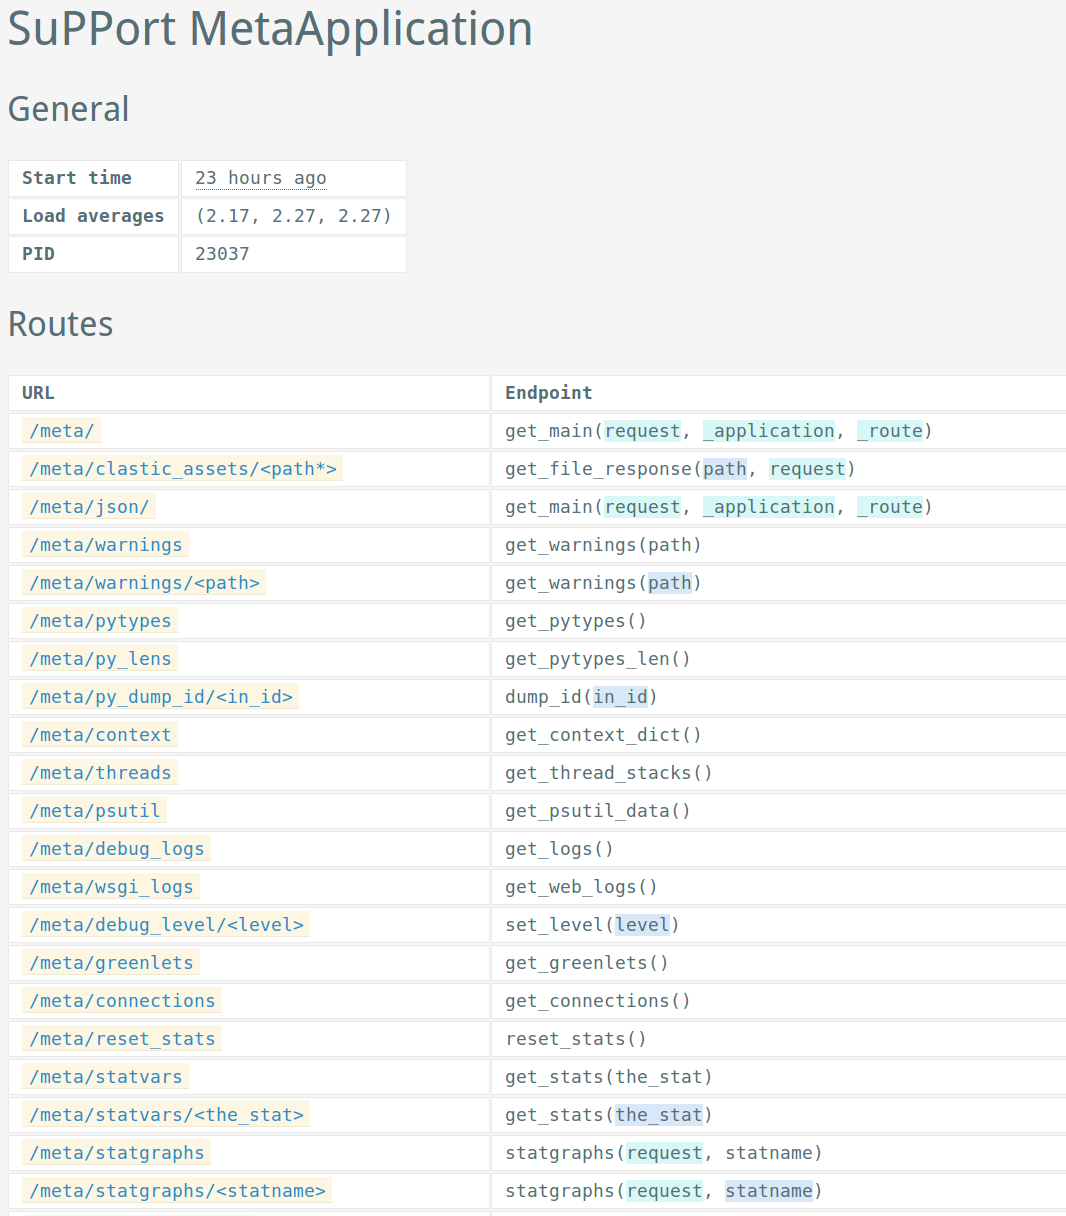 SuPPort MetaApplication
General
Start time 23 hours ago
Load averages (2.17, 2.27, 2.27)
PID 23037
Routes
URL Endpoint
/meta/ get_main(request, _application, _route)
/meta/clastic_assets/<path*> get_file_response(path, request)
/meta/json/ get_main(request, _application, _route)
/meta/warnings get_warnings(path)
/meta/warnings/<path> get_warnings(path)
/meta/pytypes get_pytypes()
/meta/py_lens get_pytypes_len()
/meta/py_dump_id/<in_id> dump_id(in_id)
/meta/context get_context_dict()
/meta/threads get_thread_stacks()
/meta/psutil get_psutil_data()
/meta/debug_logs get_logs()
/meta/wsgi_logs get_web_logs()
/meta/debug_level/<level> set_level(level)
/meta/greenlets get_greenlets()
/meta/connections get_connections()
/meta/reset_stats reset_stats()
/meta/statvars get_stats(the_stat)
/meta/statvars/<the_stat> get_stats(the_stat)
/meta/statgraphs statgraphs(request, statname)
/meta/statgraphs/<statname> statgraphs(request, statname)